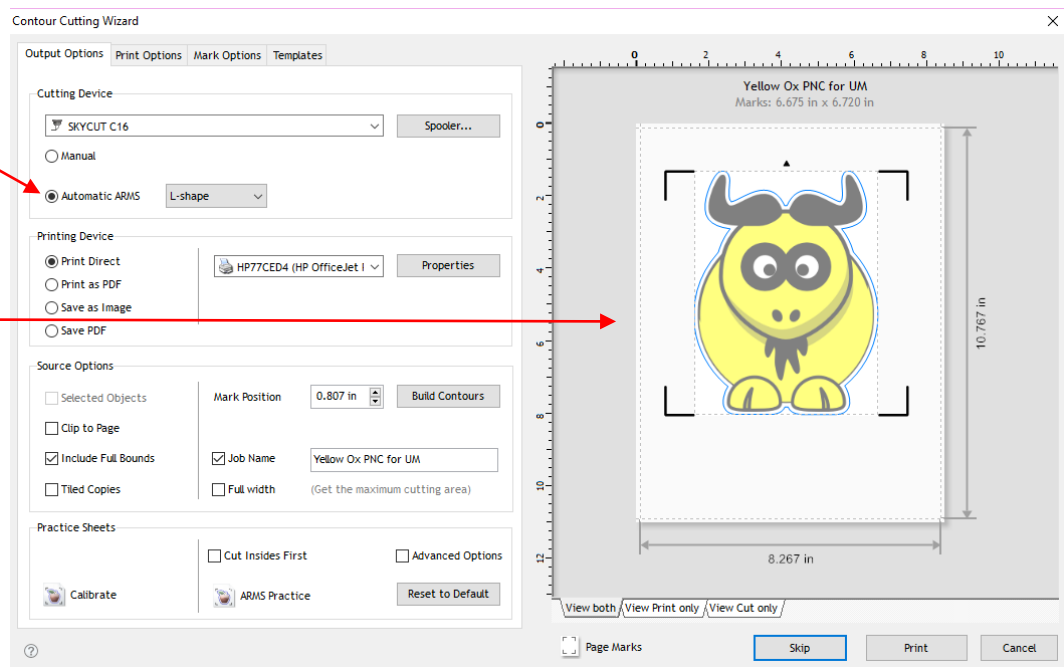 Contour Cutting Wizard
Output Options Print Options Mark Options Templates
Cutting Device
SKYCUT C16 Spooler...
Manual
Automatic ARMS L-shape
Printing Device
Print Direct HP77CED4 (HP OfficeJet Properties
Print as PDF
Save as Image
Save PDF
Source Options
Selected Objects Mark Position 0.807 in Build Contours
Clip to Page
Include Full Bounds Job Name Yellow Ox PNC for UM
Tiled Copies Full width (Get the maximum cutting area)
Practice Sheets
Cut Insides First Advanced Options
Calibrate ARMS Practice Reset to Default
0 2 4 6 8 10
Yellow Ox PNC for UM
Marks: 6.675 in x 6.720 in
0
2
4
6
8
10
12
10.767 in
8.267 in
View both View Print only View Cut only
Page Marks Skip Print Cancel
?